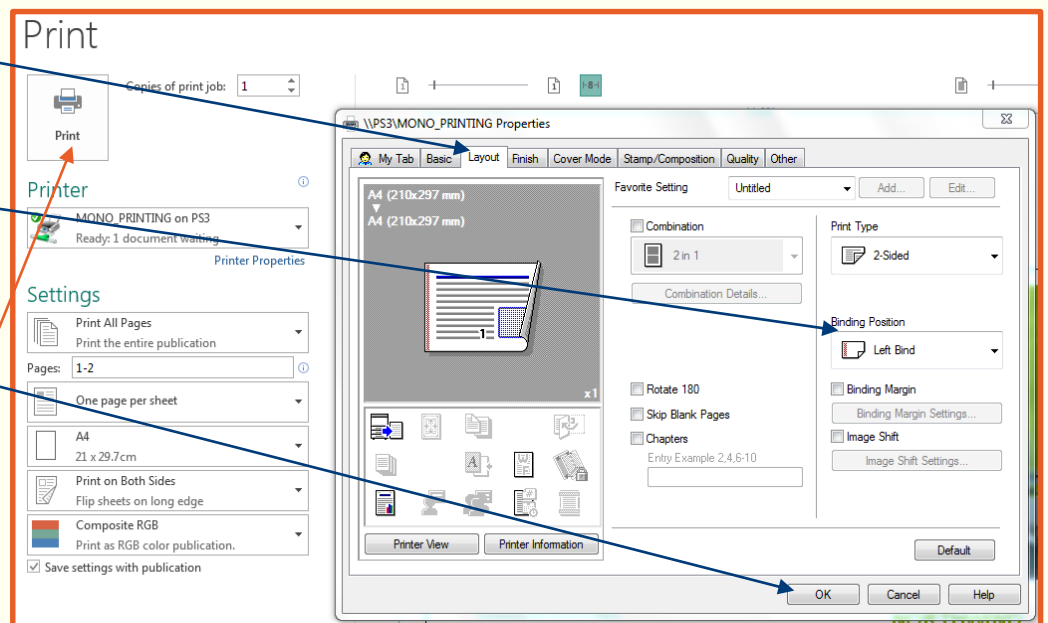 Print
Copies of print job: 1
Print
Printer
MONO_PRINTING on PS3
Ready: 1 document waiting
Printer Properties
Settings
Print All Pages
Print the entire publication
Pages: 1-2
One page per sheet
A4
21 x 29.7cm
Print on Both Sides
Flip sheets on long edge
Composite RGB
Print as RGB color publication.
Save settings with publication
\\PS3\MONO_PRINTING Properties
My Tab Basic Layout Finish Cover Mode Stamp/Composition Quality Other
A4 (210x297 mm)
A4 (210x297 mm)
1
x1
Printer View Printer Information
Favorite Setting Untitled Add... Edit...
Combination
2 in 1
Combination Details...
Print Type
2-Sided
Binding Position
Left Bind
Rotate 180
Skip Blank Pages
Chapters
Entry Example 2,4,6-10
Binding Margin
Binding Margin Settings...
Image Shift
Image Shift Settings...
Default
OK Cancel Help